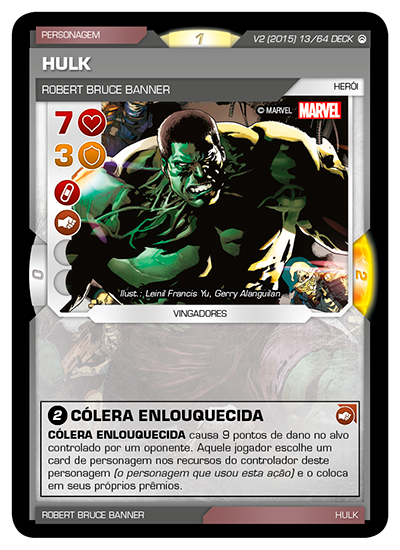 PERSONAGEM
1
V2 (2015) 13/64 DECK
HULK
ROBERT BRUCE BANNER
HERÓI
7
© MARVEL MARVEL
3
0
2
Ilust.: Leinil Francis Yu, Gerry Alanguilan
VINGADORES
2 CÓLERA ENLOUQUECIDA
CÓLERA ENLOUQUECIDA causa 9 pontos de dano no alvo
controlado por um oponente. Aquele jogador escolhe um
card de personagem nos recursos do controlador deste
personagem (o personagem que usou esta ação) e o coloca
em seus próprios prêmios.
ROBERT BRUCE BANNER
HULK